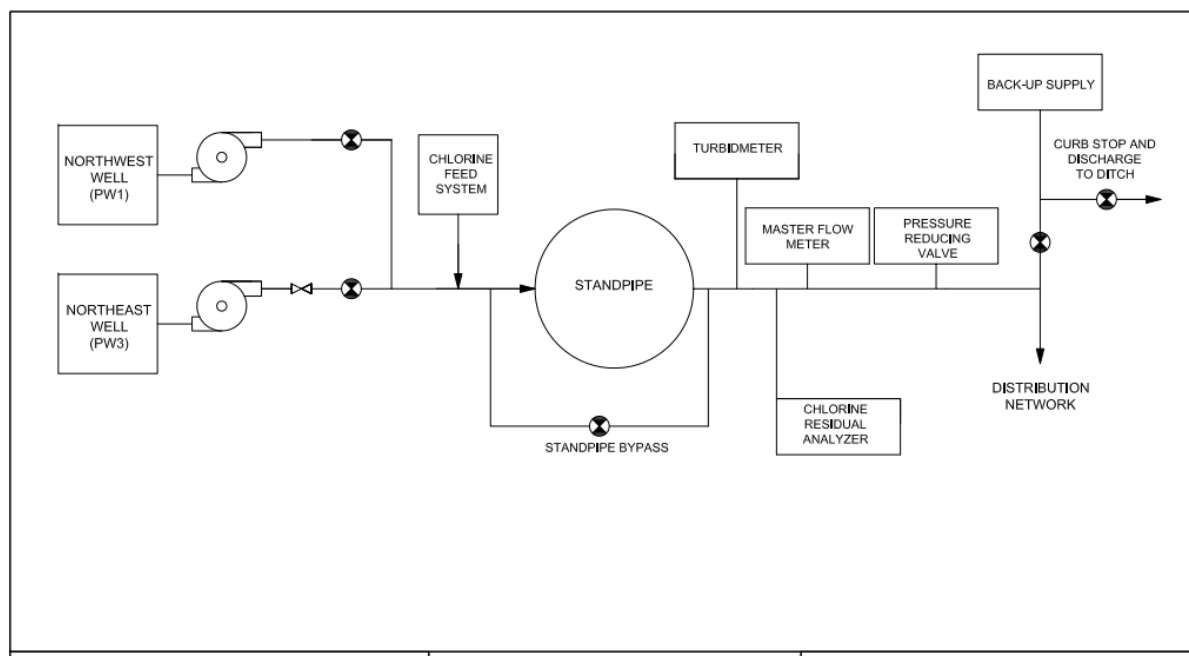 BACK-UP SUPPLY
NORTHWEST
WELL
(PW1)
CHLORINE
FEED
SYSTEM
TURBIDMETER
CURB STOP AND
DISCHARGE
TO DITCH
MASTER FLOW
METER
PRESSURE
REDUCING
VALVE
NORTHEAST
WELL
(PW3)
STANDPIPE
DISTRIBUTION
NETWORK
CHLORINE
RESIDUAL
ANALYZER
STANDPIPE BYPASS